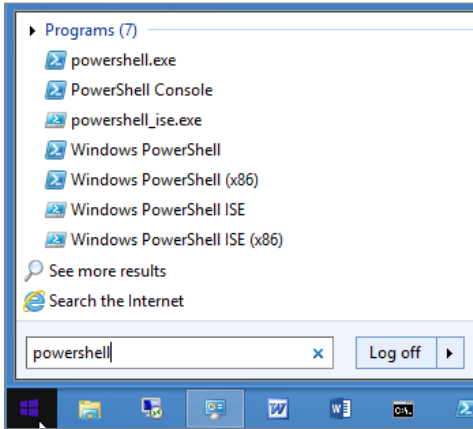 Programs (7)
powershell.exe
PowerShell Console
powershell_ise.exe
Windows PowerShell
Windows PowerShell (x86)
Windows PowerShell ISE
Windows PowerShell ISE (x86)
See more results
Search the Internet
powershell
Log off
C:\.